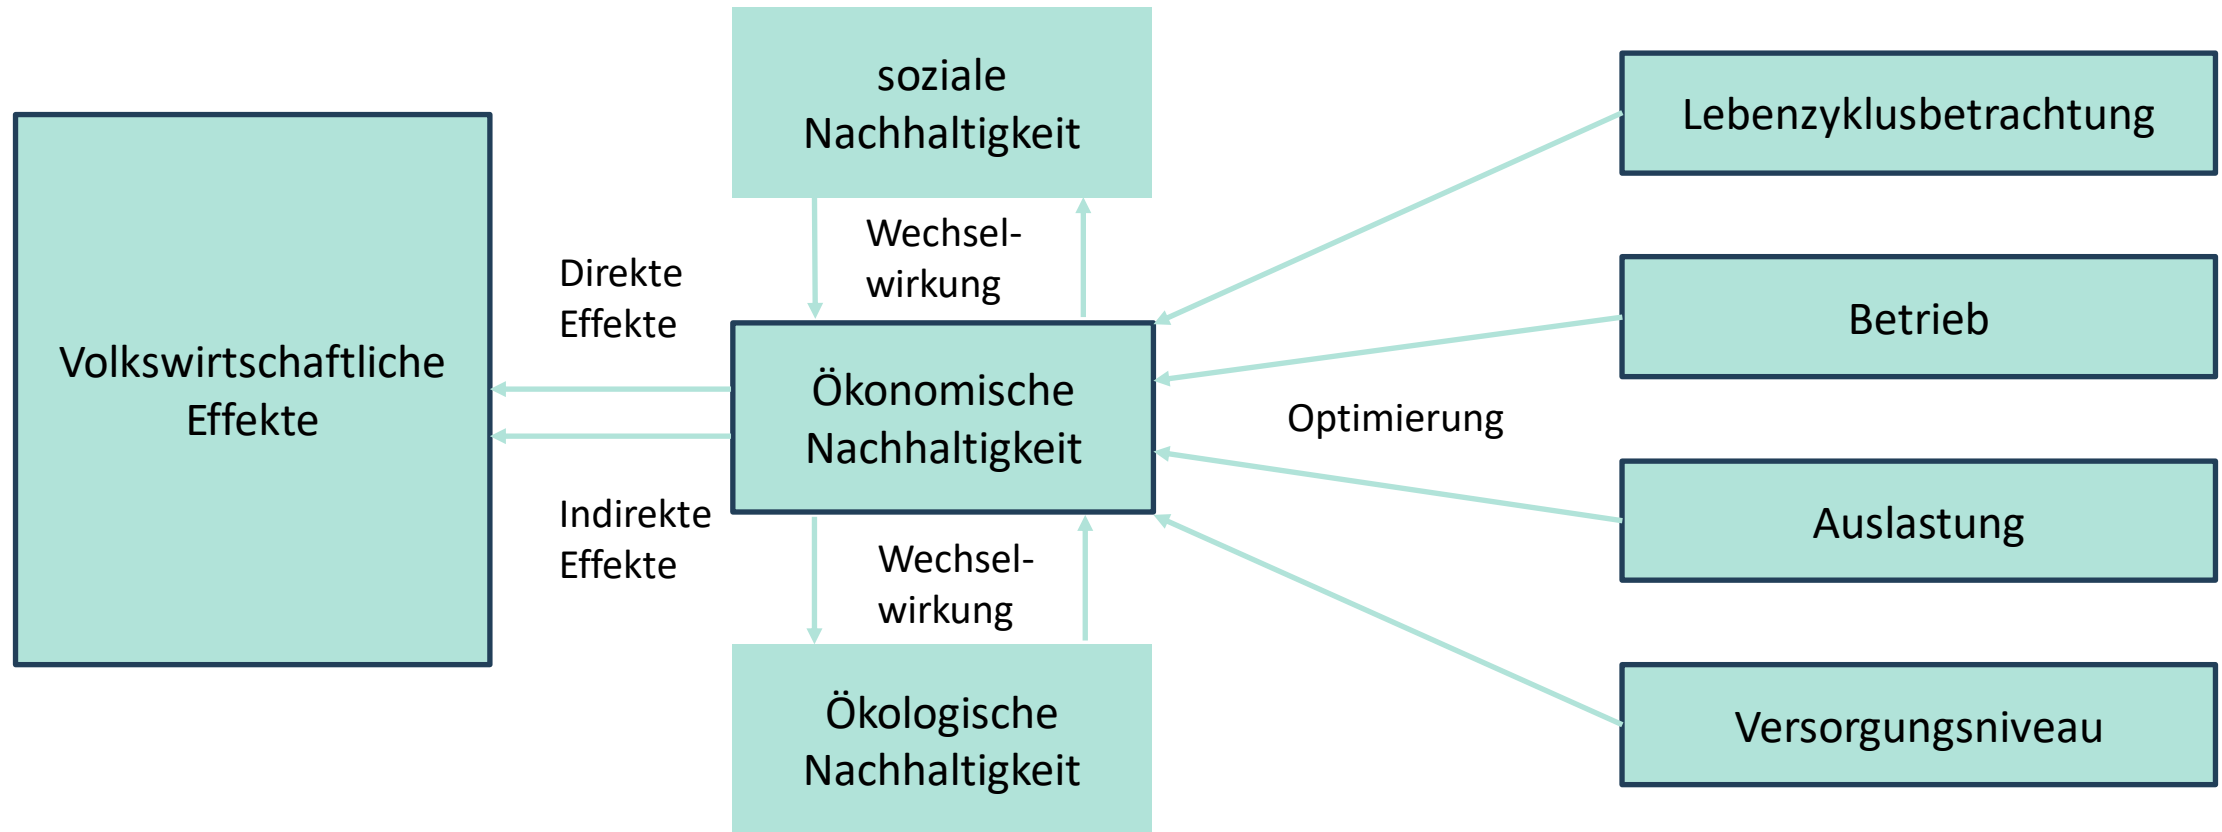 soziale
Nachhaltigkeit
Wechsel-
wirkung
Direkte
Effekte
Volkswirtschaftliche
Effekte
Ökonomische
Nachhaltigkeit
Indirekte
Effekte
Wechsel-
wirkung
Ökologische
Nachhaltigkeit
Optimierung
Lebenzyklusbetrachtung
Betrieb
Auslastung
Versorgungsniveau